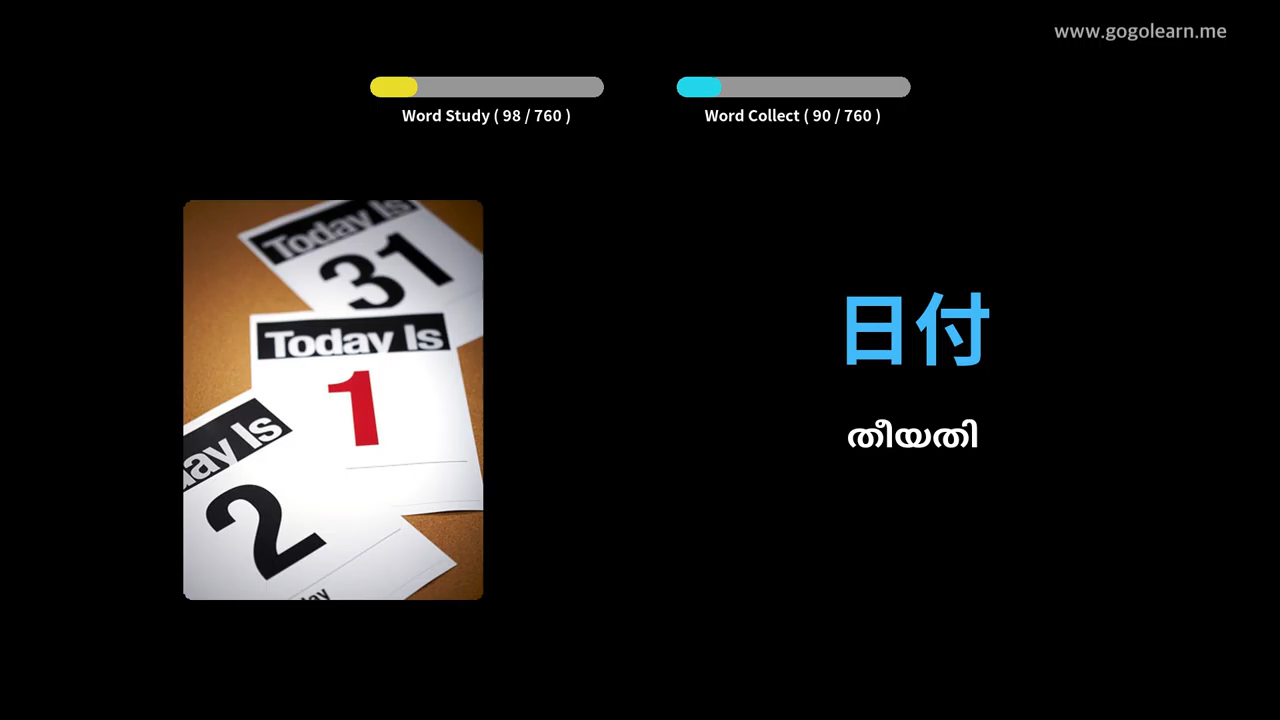 www.gogolearn.me
Word Study ( 98 / 760 )
Word Collect ( 90 / 760 )
Today Is
31
Today Is
1
ay Is
2
日付
തീയതി